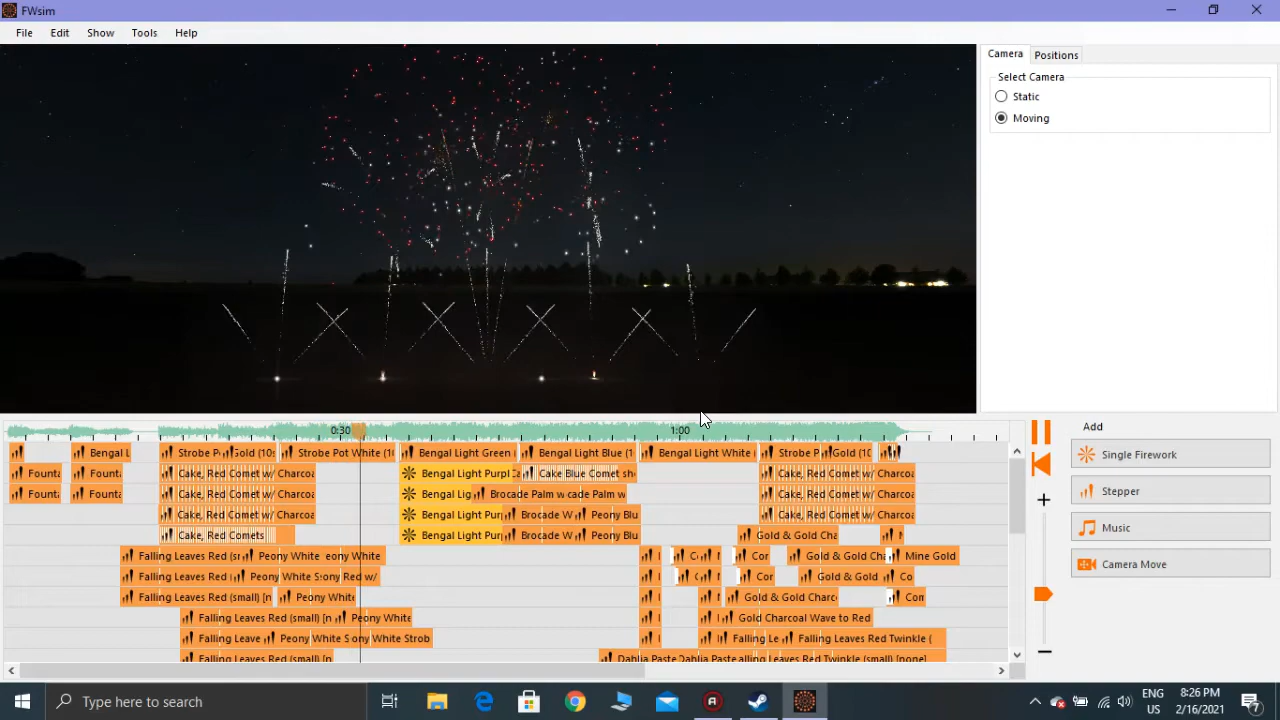 FWsim
File Edit Show Tools Help
Camera Positions
Select Camera
Static
Moving
0:30 1:00
Bengal L Strobe P Gold (10: Strobe Pot White (1( Bengal Light Green ( Bengal Light Blue (1 Bengal Light White ( Strobe P Gold (1(
Founta Founta Cake, Red Comet w/ Charcoa Bengal Light Purpl Cake Blue Comet sh Cake, Red Comet w/ Charcoa
Founta Founta Cake, Red Comet w/ Charcoa Bengal Lig Brocade Palm w cade Palm w Cake, Red Comet w/ Charcoa
Cake, Red Comet w/ Charcoa Bengal Light Pur Brocade W Peony Blu Cake, Red Comet w/ Charcoa
Cake, Red Comets Bengal Light Pur Brocade W Peony Blu Gold & Gold Cha
Falling Leaves Red (sr Peony White eony White Cor Gold & Gold Cha Mine Gold
Falling Leaves Red Peony White S ony Red w/ Cor Gold & Gold Co
Falling Leaves Red (small) [n Peony White Gold & Gold Charc Com
Falling Leaves Red (small) [n Peony White Gold Charcoal Wave to Red
Falling Leave Peony White S ony White Strob Falling Le Falling Leaves Red Twinkle (
Falling Leaves Red (small) [n Dahlia Paste Dahlia Paste alling Leaves Red Twinkle (small) [none]
Add
Single Firework
Stepper
Music
Camera Move
Type here to search
ENG
US
8:26 PM
2/16/2021
7